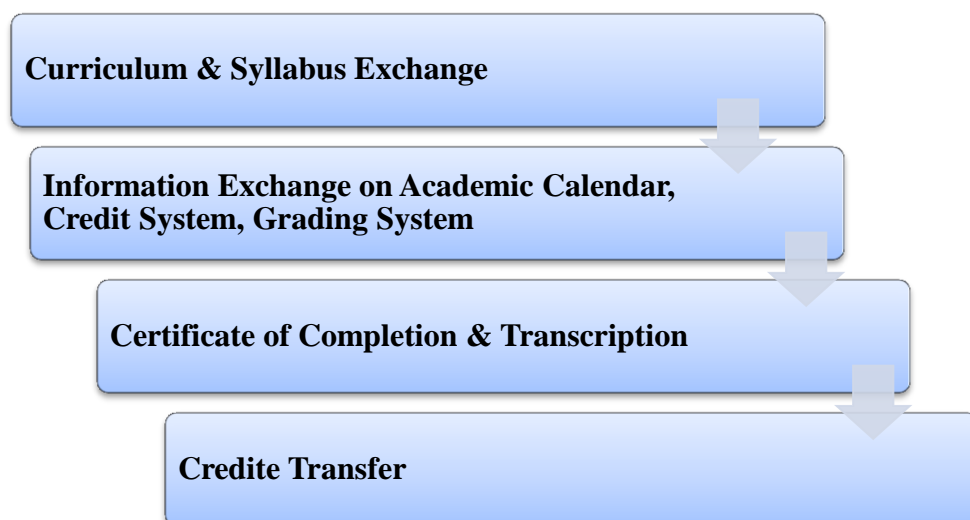 Curriculum & Syllabus Exchange
Information Exchange on Academic Calendar,
Credit System, Grading System
Certificate of Completion & Transcription
Credite Transfer